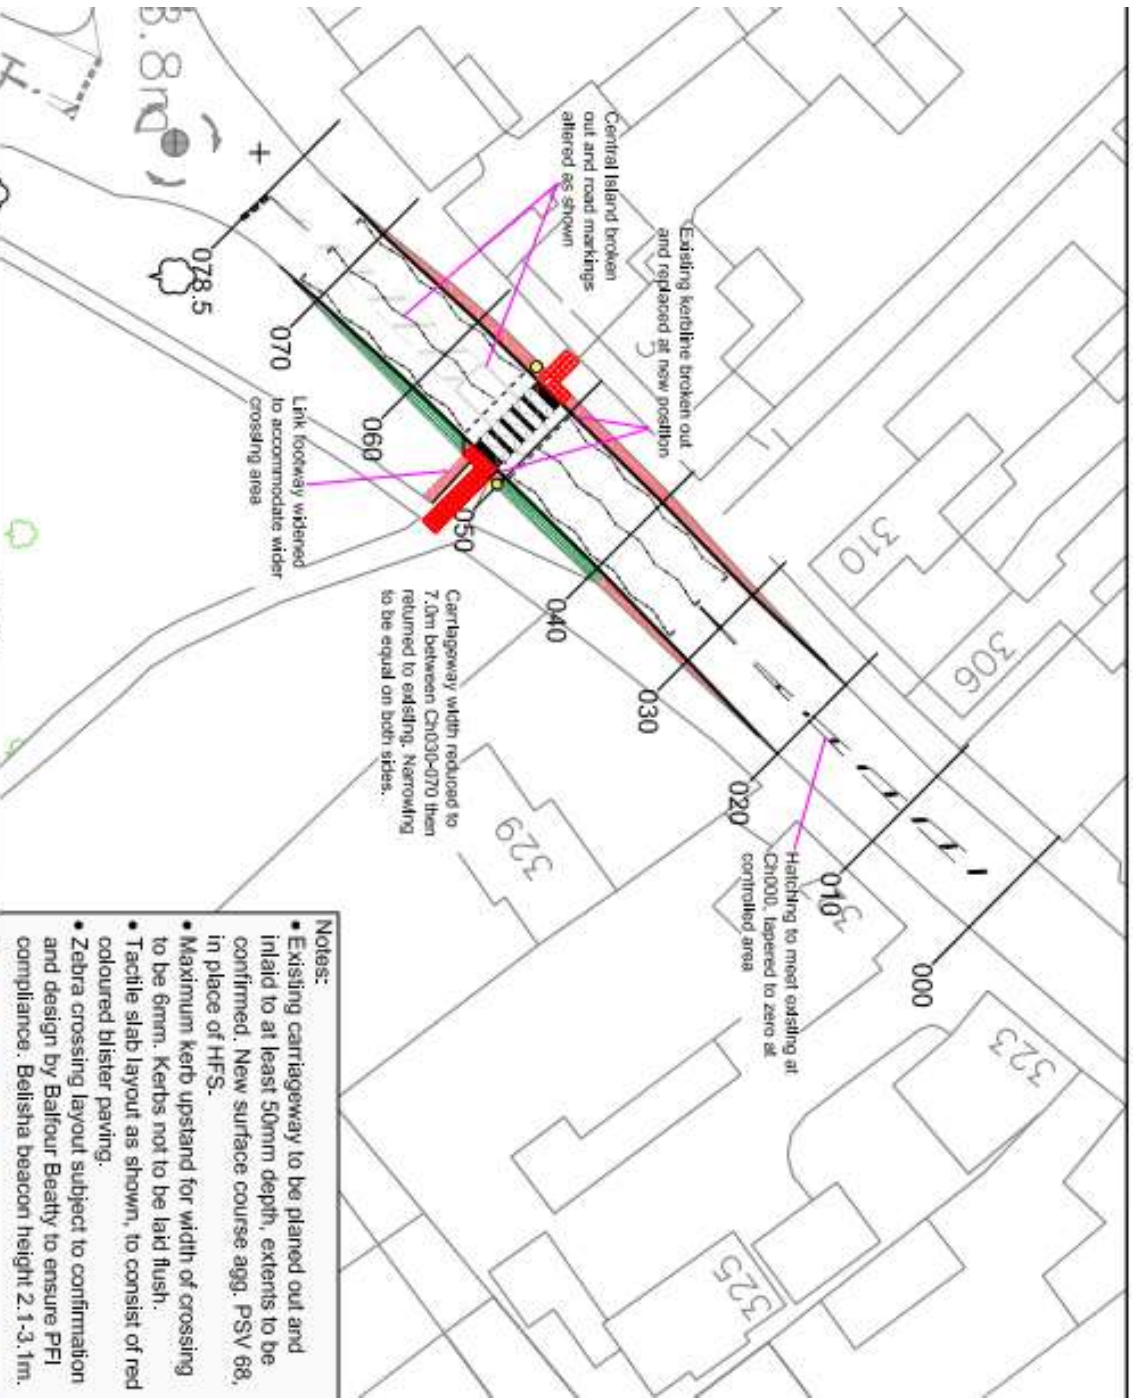 Central island broken
out and road markings
altered as shown
Existing kerbline broken out
and replaced at new position
Link footway widened
to accommodate wider
crossing area
Carriageway width reduced to
7.0m between Ch030-070 then
returned to existing. Narrowing
to be equal on both sides.
Hatching to meet existing at
Ch000, tapered to zero at
controlled area
078.5
070
060
050
040
030
020
010
000
310
306
329
323
325
Notes:
• Existing carriageway to be planed out and
inlaid to at least 50mm depth, extents to be
confirmed. New surface course agg. PSV 68,
in place of HFS.
• Maximum kerb upstand for width of crossing
to be 6mm. Kerbs not to be laid flush.
• Tactile slab layout as shown, to consist of red
coloured blister paving.
• Zebra crossing layout subject to confirmation
and design by Balfour Beatty to ensure PFI
compliance. Belisha beacon height 2.1-3.1m.